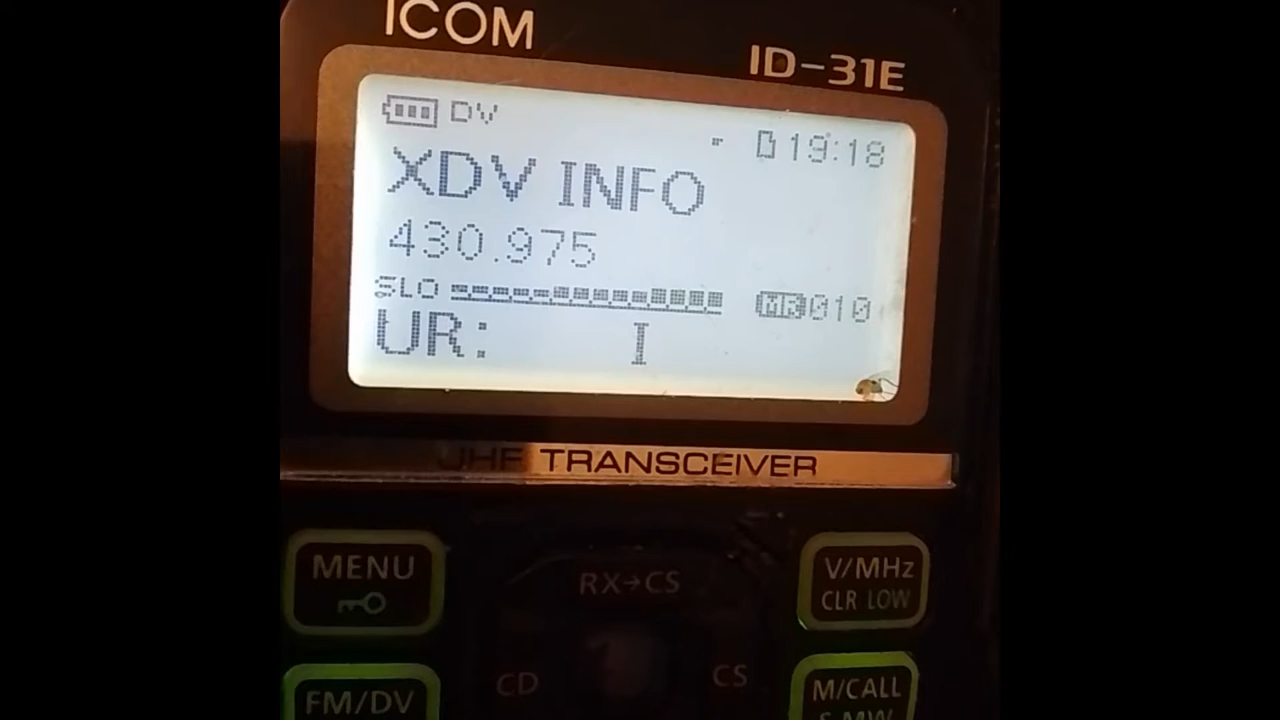 ICOM
ID-31E
DV
19:18
XDV INFO
430.975
SLO
MR 010
UR: I
UHF TRANSCEIVER
MENU
RX→CS
V/MHz
CLR LOW
CD
CS
FM/DV
M/CALL
S.MW